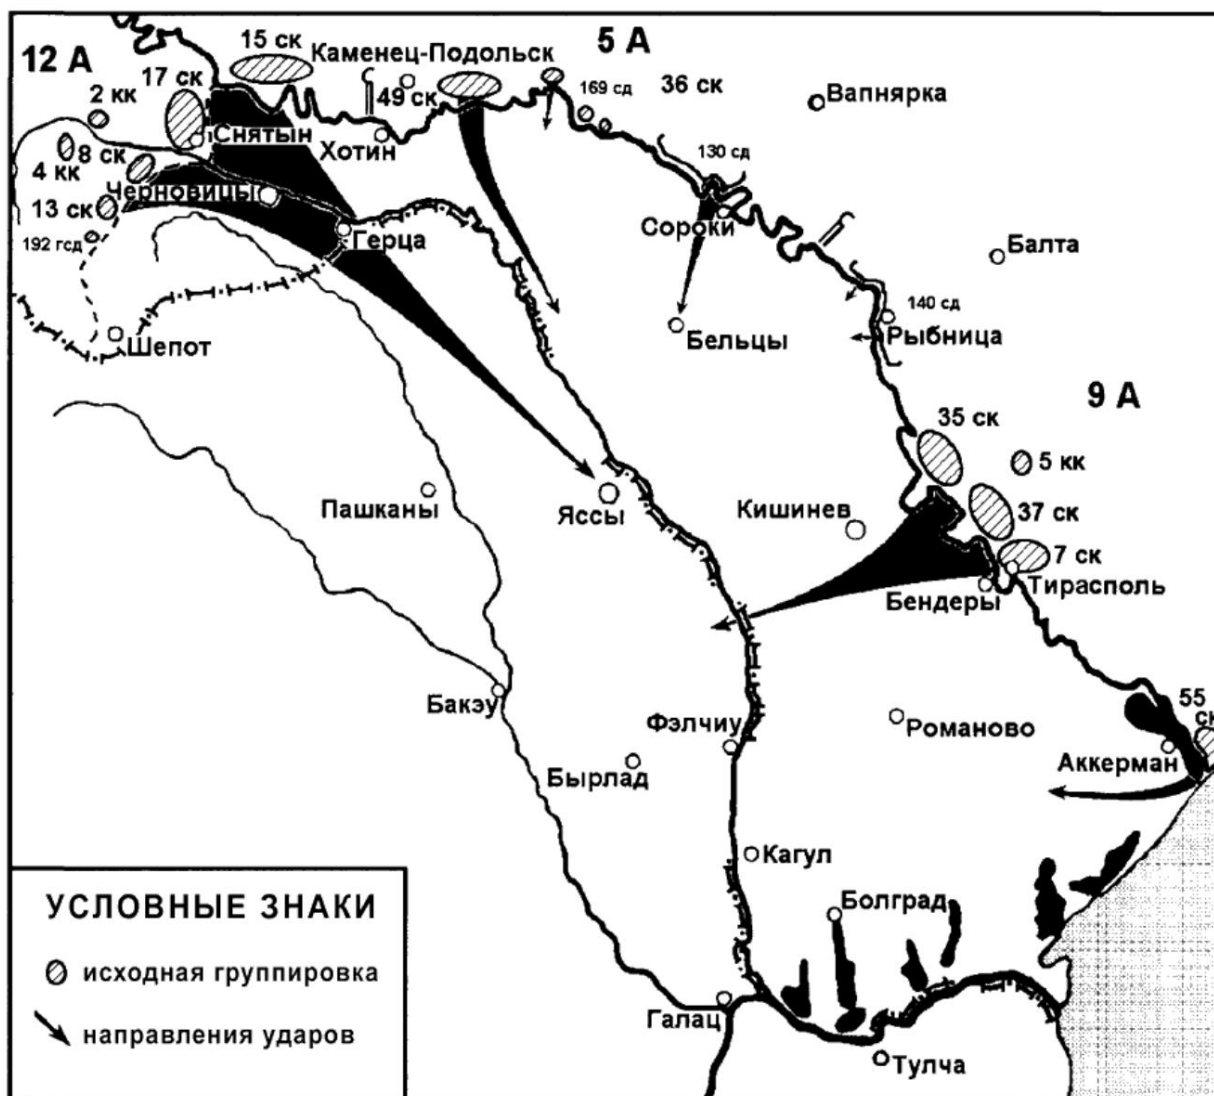 12 А
15 ск
5 А
Каменец-Подольск
17 ск
2 кк
49 ск
169 сд
36 ск
Вапнярка
Снятын
Хотин
8 ск
4 кк
130 сд
Черновицы
13 ск
Сороки
Герца
192 гсд
Балта
140 сд
Шепот
Бельцы
Рыбница
9 А
35 ск
5 кк
Пашканы
Яссы
Кишинев
37 ск
7 ск
Тирасполь
Бендеры
55
ск
Бакэу
Фэлчиу
Романово
Аккерман
Бырлад
Кагул
Болград
Галац
Тулча
УСЛОВНЫЕ ЗНАКИ
исходная группировка
направления ударов